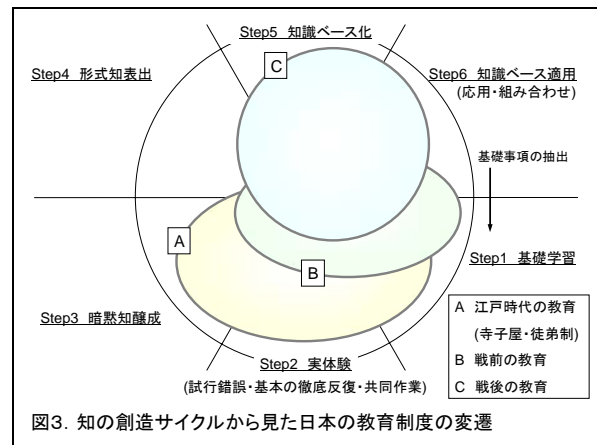 Step5 知識ベース化
C
Step4 形式知表出
Step6 知識ベース適用
(応用・組み合わせ)
基礎事項の抽出
A
Step1 基礎学習
B
Step3 暗黙知醸成
A 江戸時代の教育
(寺子屋・徒弟制)
B 戦前の教育
C 戦後の教育
Step2 実体験
(試行錯誤・基本の徹底反復・共同作業)
図3. 知の創造サイクルから見た日本の教育制度の変遷